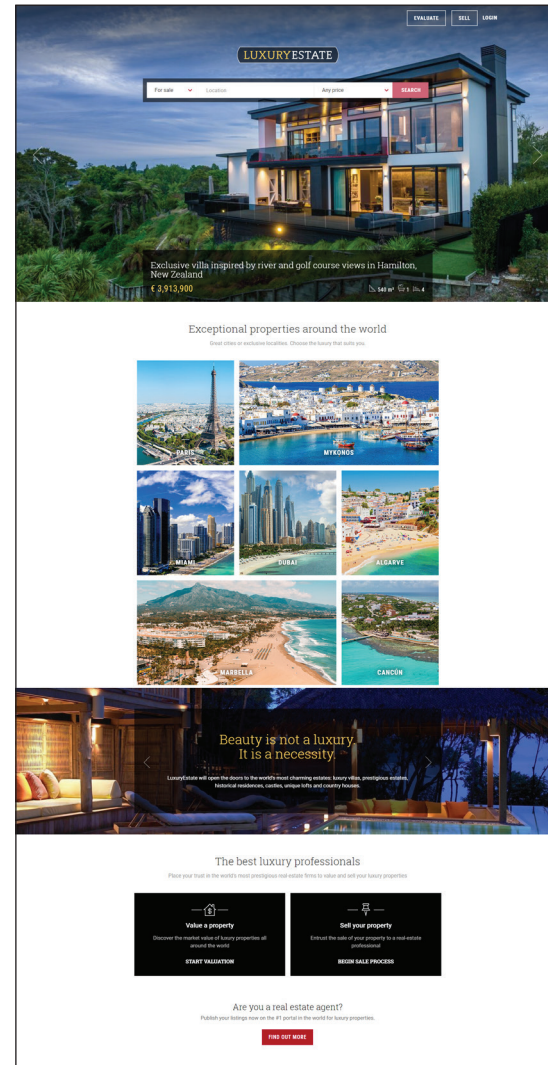 EVALUATE SELL LOGIN
LUXURYESTATE
For sale Location Any price SEARCH
Exclusive villa inspired by river and golf course views in Hamilton,
New Zealand
€ 3,913,900 540 m² 1 4
Exceptional properties around the world
Great cities or exclusive localities. Choose the luxury that suits you.
PARIS MYKONOS
MIAMI DUBAI ALGARVE
MARBELLA CANCÚN
Beauty is not a luxury.
It is a necessity.
LuxuryEstate will open the doors to the world's most charming estates: luxury villas, prestigious estates,
historical residences, castles, unique lofts and country houses.
The best luxury professionals
Place your trust in the world's most prestigious real estate firms to value and sell your luxury properties
Value a property Sell your property
Discover the market value of luxury properties all Entrust the sale of your property to a real-estate
around the world professional
START VALUATION BEGIN SALE PROCESS
Are you a real estate agent?
Publish your listings now on the #1 portal in the world for luxury properties.
FIND OUT MORE